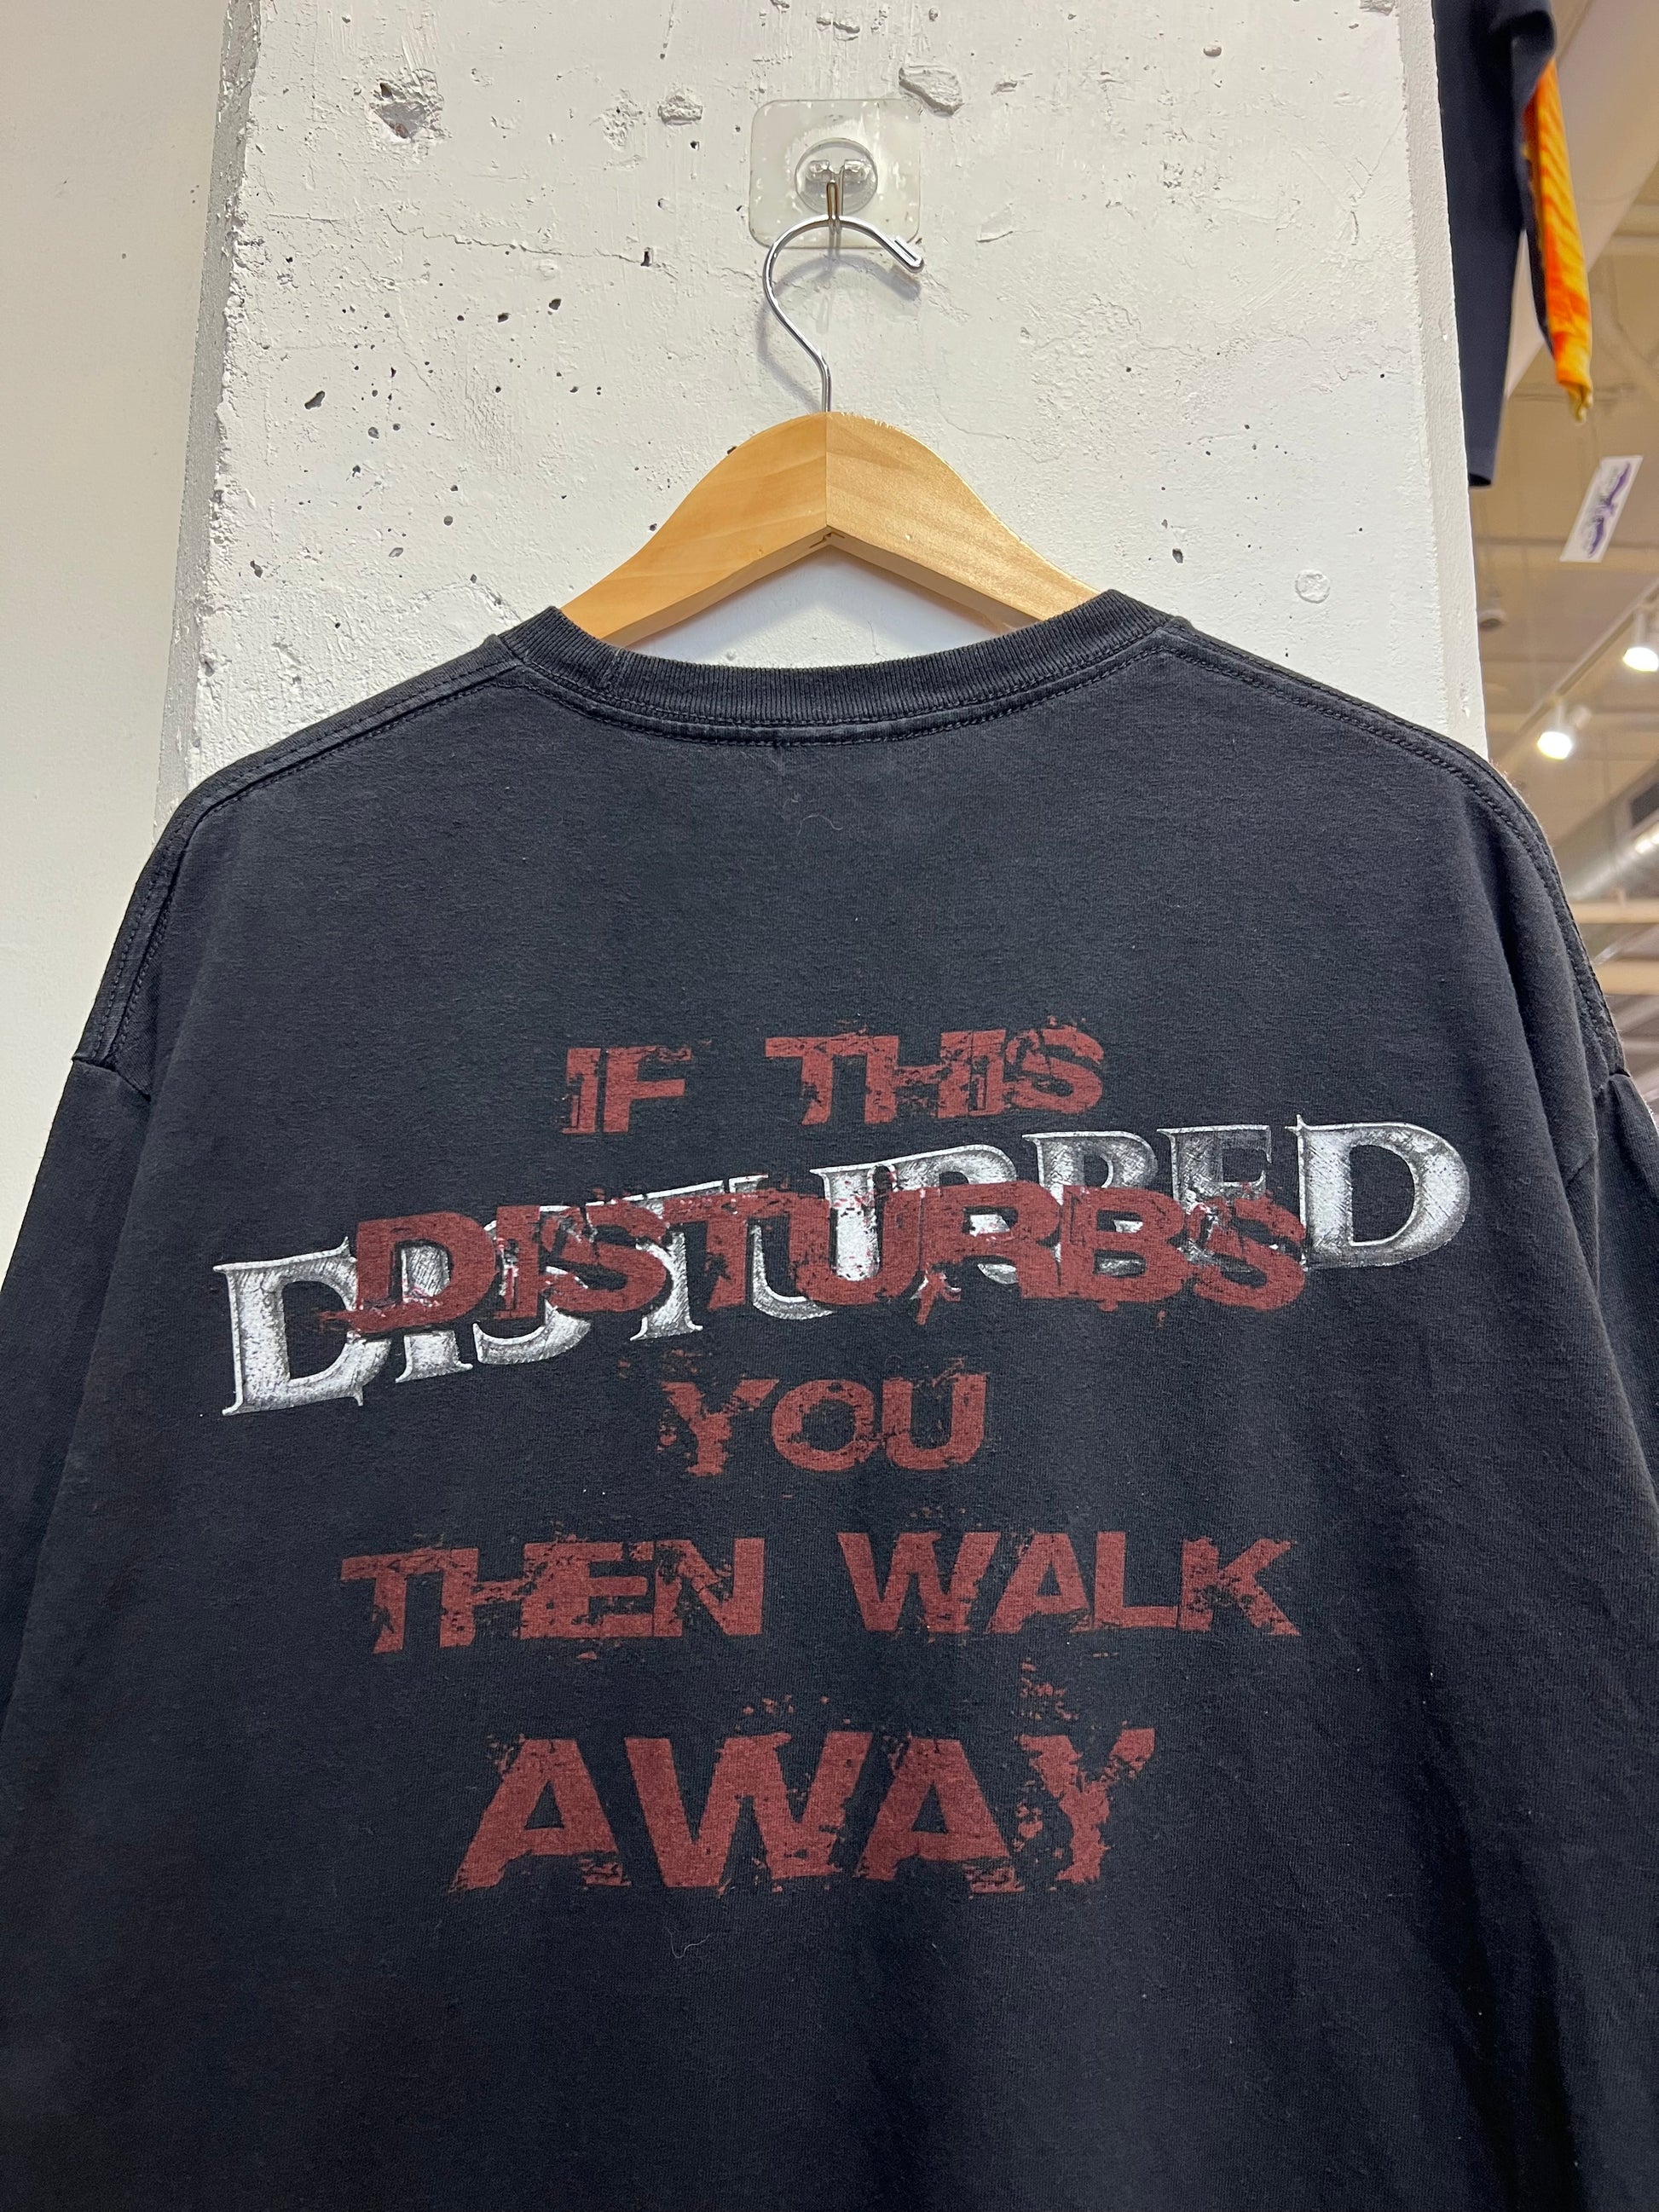 IF THIS
DISTURBED
DISTURBS
YOU
THEN WALK
AWAY